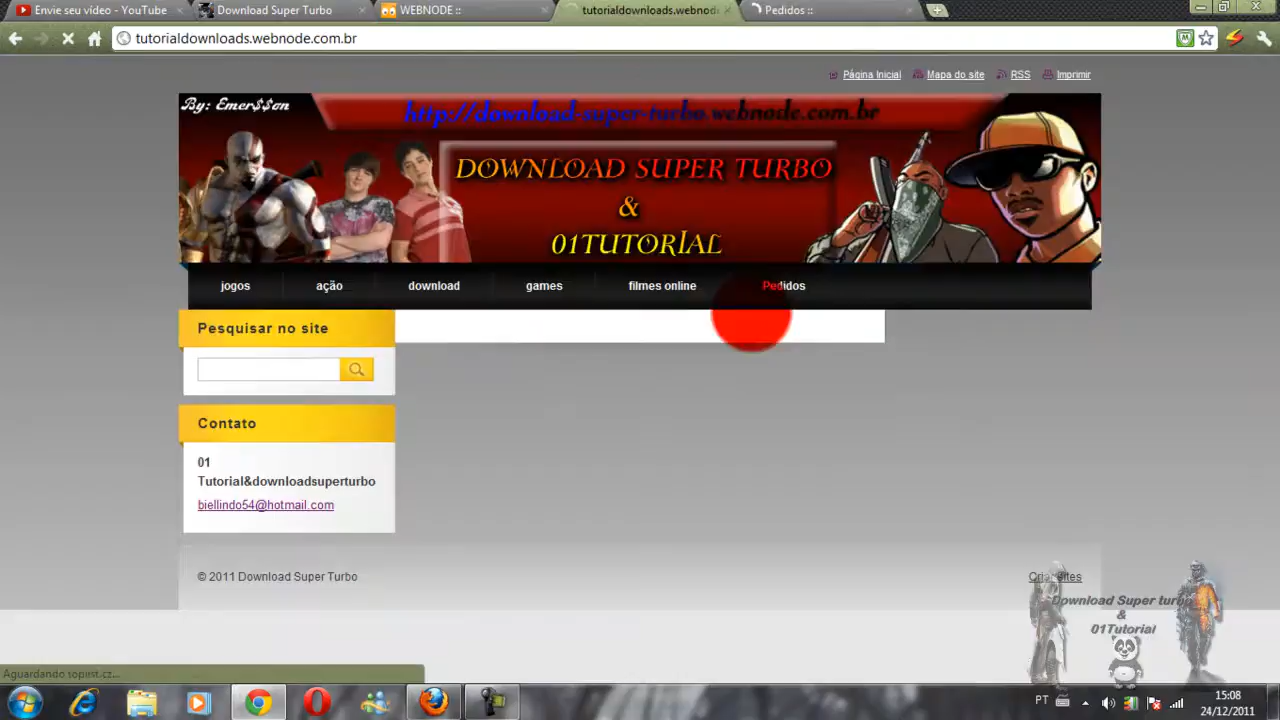 Envie seu vídeo - YouTube
Download Super Turbo
WEBNODE ::
tutorialdownloads.webnod
Pedidos ::
tutorialdownloads.webnode.com.br
Página Inicial
Mapa do site
RSS
Imprimir
By: Emer$$on
http://download-super-turbo.webnode.com.br
DOWNLOAD SUPER TURBO
&
01TUTORIAL
jogos
ação
download
games
filmes online
Pedidos
Pesquisar no site
Contato
01
Tutorial&downloadsuperturbo
biellindo54@hotmail.com
© 2011 Download Super Turbo
Criar sites
Download Super turbo
&
01Tutorial
PT
15:08
24/12/2011